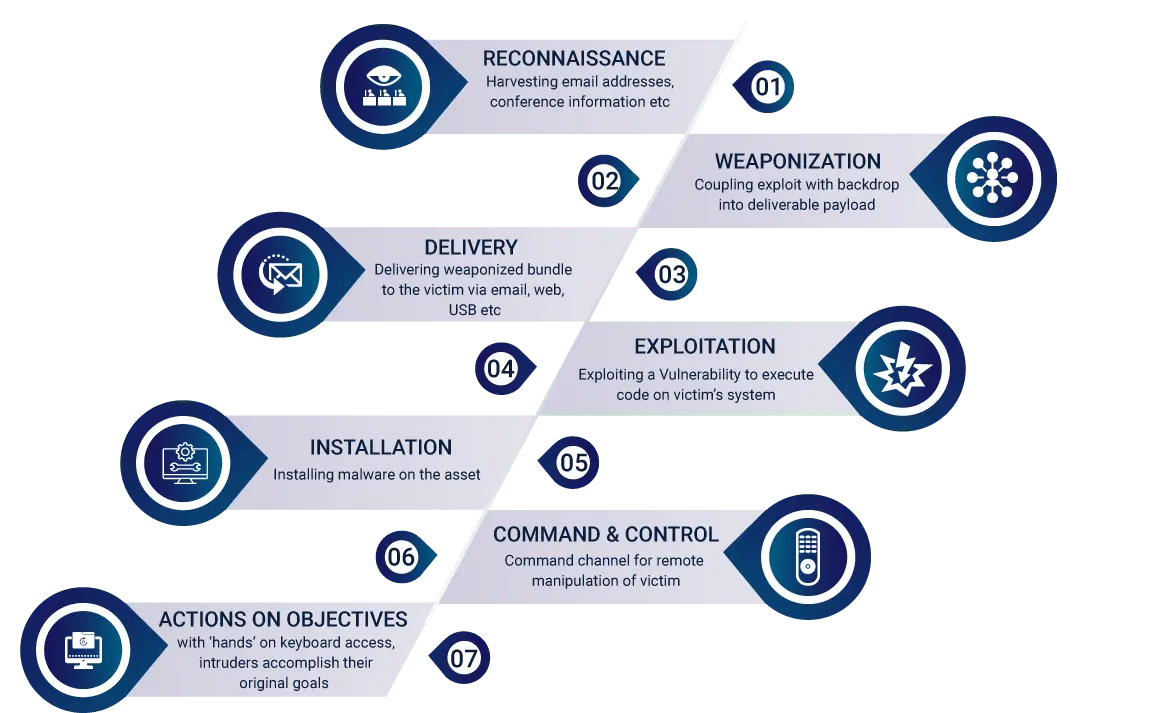 RECONNAISSANCE
Harvesting email addresses,
conference information etc
01
WEAPONIZATION
Coupling exploit with backdrop
into deliverable payload
02
DELIVERY
Delivering weaponized bundle
to the victim via email, web,
USB etc
03
EXPLOITATION
Exploiting a Vulnerability to execute
code on victim's system
04
INSTALLATION
Installing malware on the asset
05
COMMAND & CONTROL
Command channel for remote
manipulation of victim
06
ACTIONS ON OBJECTIVES
with ‘hands’ on keyboard access,
intruders accomplish their
original goals
07